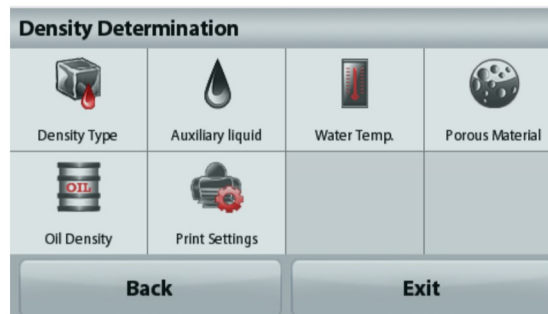 Density Determination
Density Type
Auxiliary liquid
Water Temp.
Porous Material
OIL
Oil Density
Print Settings
Back
Exit